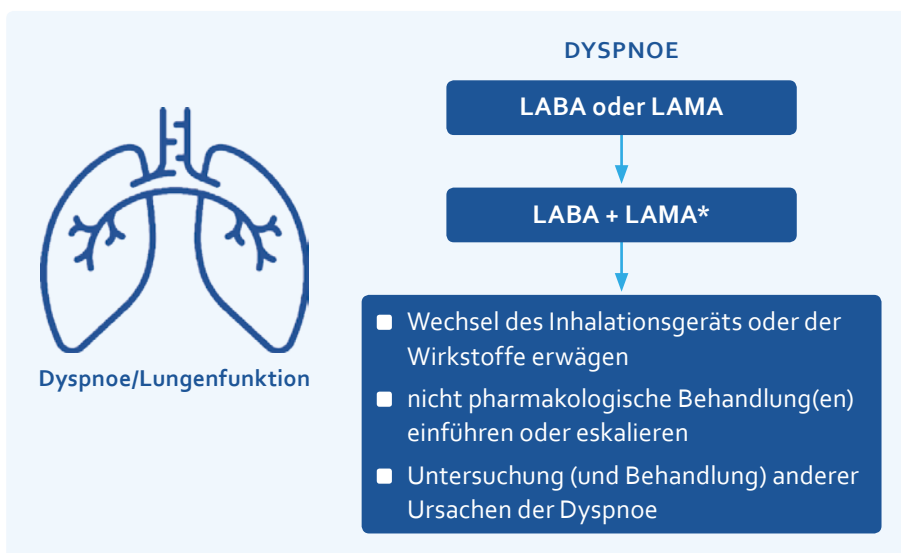 DYSPNOE
LABA oder LAMA
LABA + LAMA*
Dyspnoe/Lungenfunktion
Wechsel des Inhalationsgeräts oder der
Wirkstoffe erwägen
nicht pharmakologische Behandlung(en)
einführen oder eskalieren
Untersuchung (und Behandlung) anderer
Ursachen der Dyspnoe